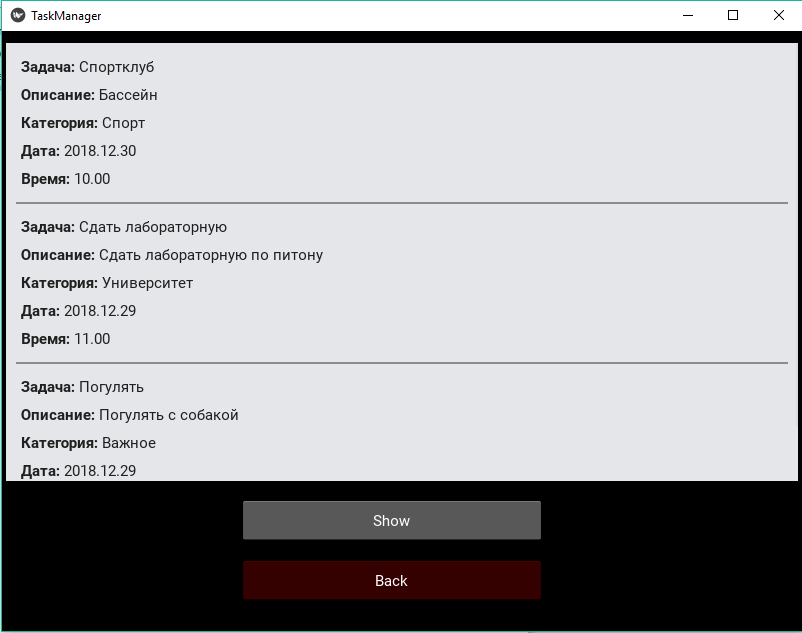 TaskManager
Задача: Спортклуб
Описание: Бассейн
Категория: Спорт
Дата: 2018.12.30
Время: 10.00
Задача: Сдать лабораторную
Описание: Сдать лабораторную по питону
Категория: Университет
Дата: 2018.12.29
Время: 11.00
Задача: Погулять
Описание: Погулять с собакой
Категория: Важное
Дата: 2018.12.29
Show
Back